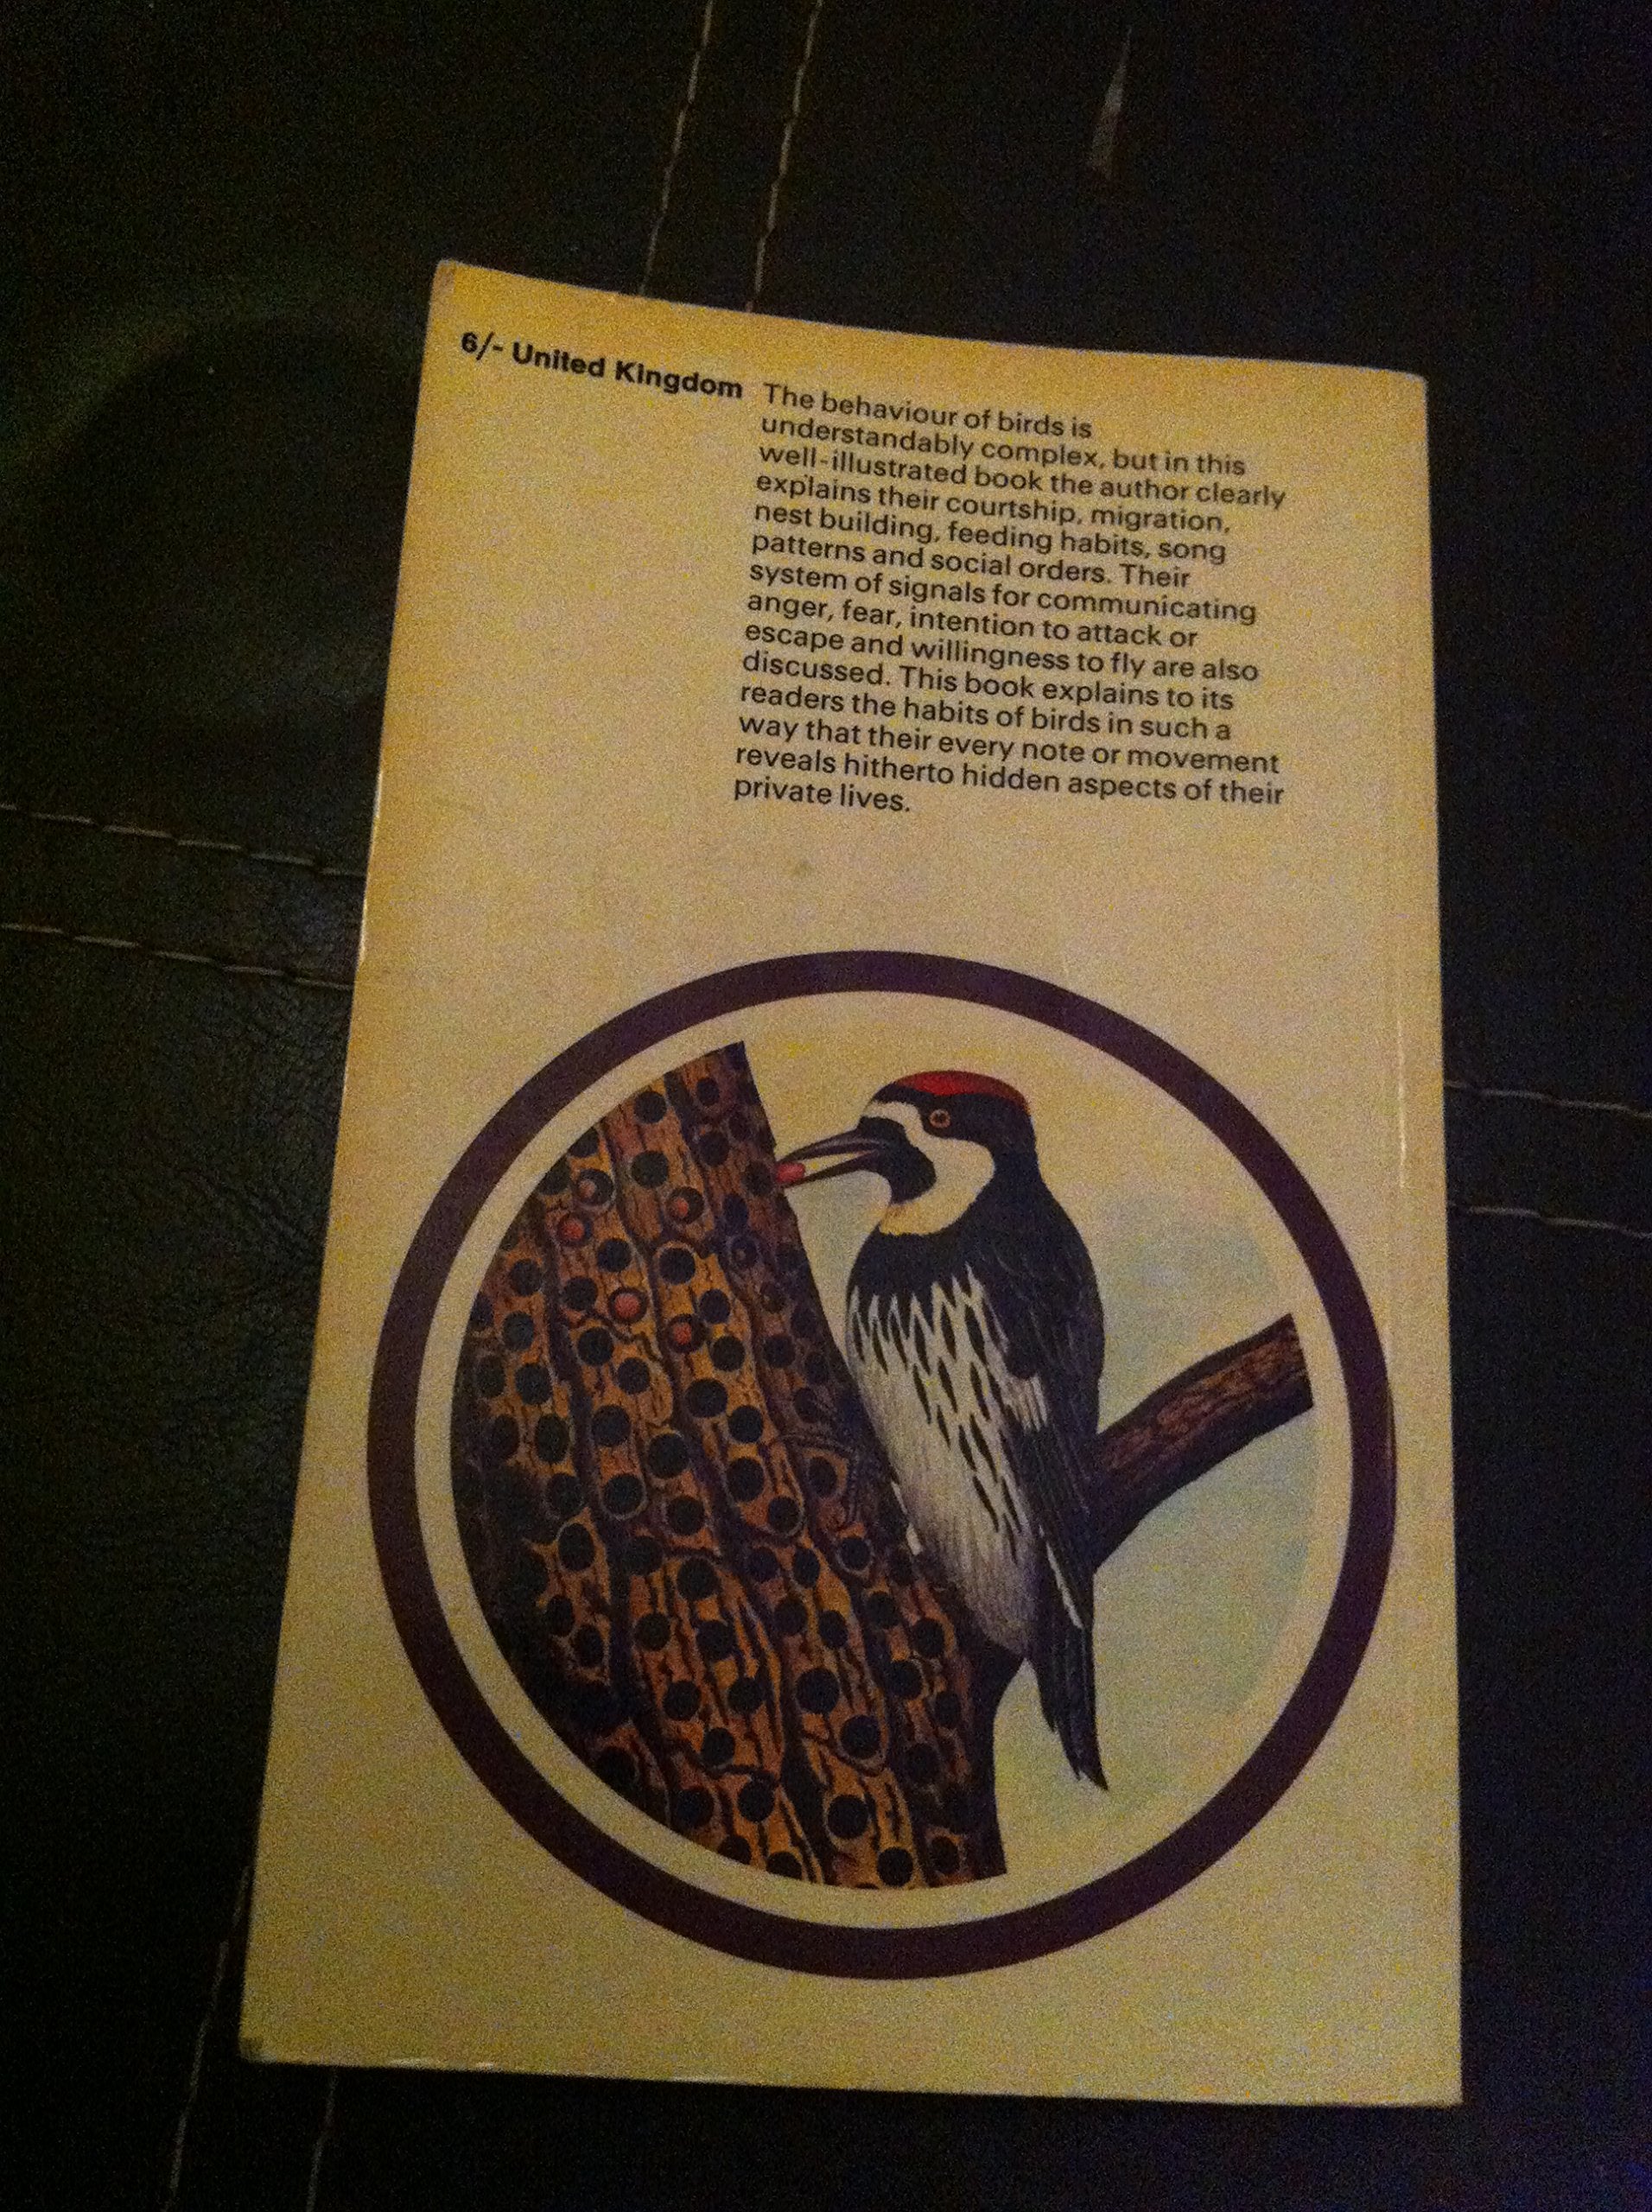 6/- United Kingdom
The behaviour of birds is
understandably complex, but in this
well-illustrated book the author clearly
explains their courtship, migration,
nest building, feeding habits, song
patterns and social orders. Their
system of signals for communicating
anger, fear, intention to attack or
escape and willingness to fly are also
discussed. This book explains to its
readers the habits of birds in such a
way that their every note or movement
reveals hitherto hidden aspects of their
private lives.